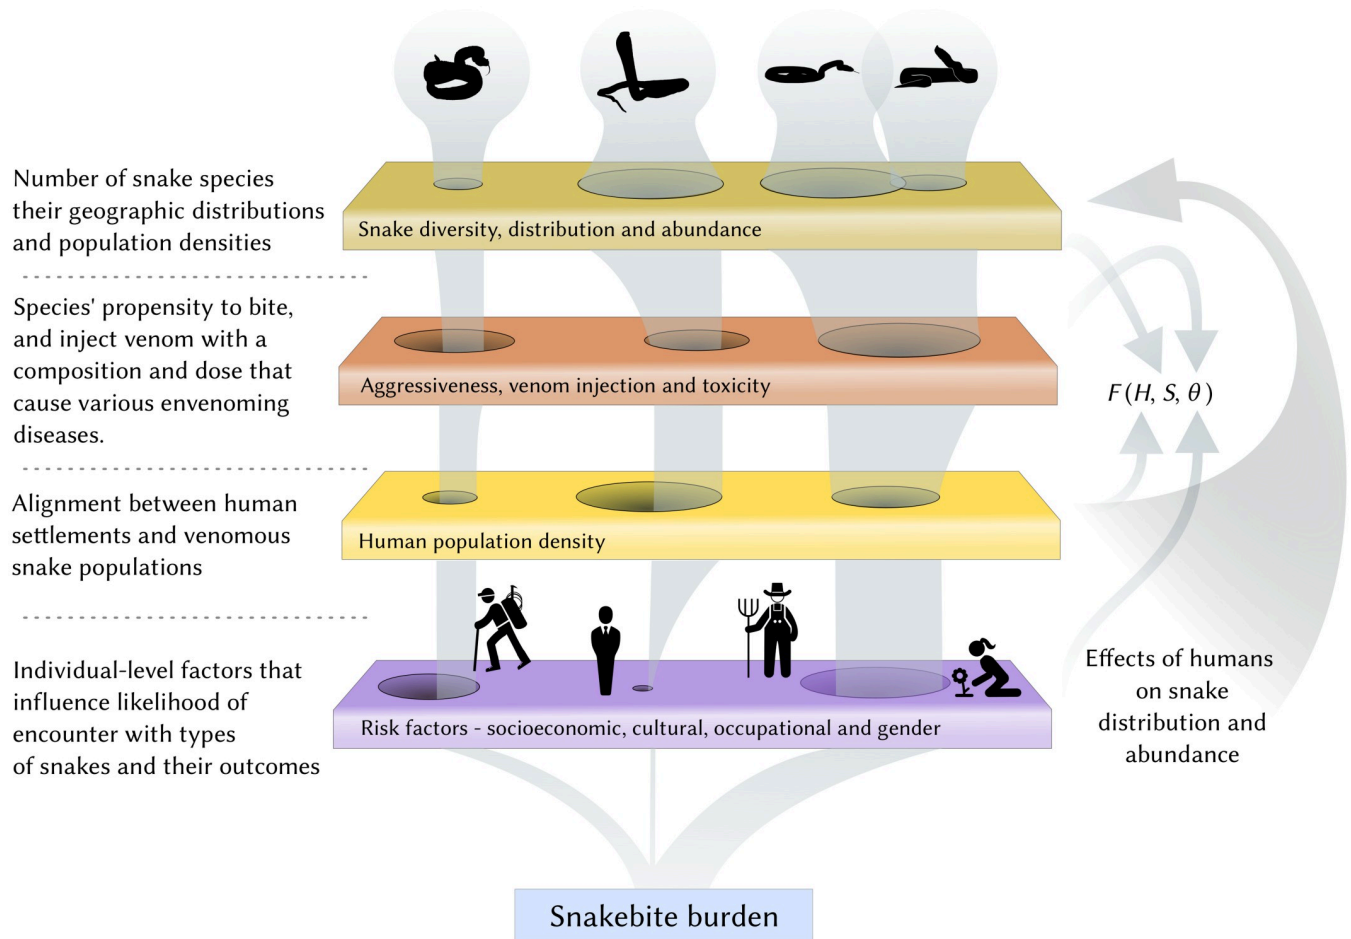 Number of snake species
their geographic distributions
and population densities
Snake diversity, distribution and abundance
Species' propensity to bite,
and inject venom with a
composition and dose that
cause various envenoming
diseases.
Aggressiveness, venom injection and toxicity
F(H, S, θ)
Alignment between human
settlements and venomous
snake populations
Human population density
Individual-level factors that
influence likelihood of
encounter with types
of snakes and their outcomes
Risk factors - socioeconomic, cultural, occupational and gender
Effects of humans
on snake
distribution and
abundance
Snakebite burden